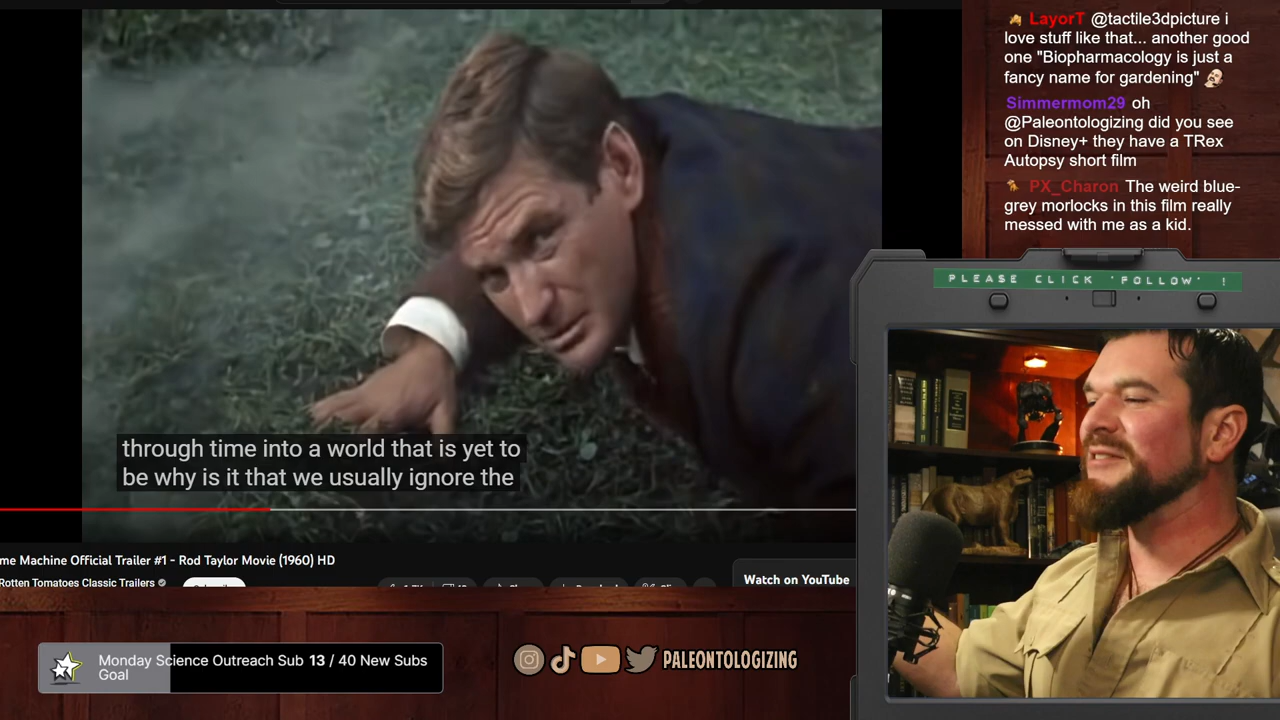 LayorT @tactile3dpicture i
love stuff like that... another good
one "Biopharmacology is just a
fancy name for gardening"
Simmermom29 oh
@Paleontologizing did you see
on Disney+ they have a TRex
Autopsy short film
PX_Charon The weird blue-
grey morlocks in this film really
messed with me as a kid.
PLEASE CLICK 'FOLLOW' !
through time into a world that is yet to
be why is it that we usually ignore the
me Machine Official Trailer #1 - Rod Taylor Movie (1960) HD
Rotten Tomatoes Classic Trailers
Watch on YouTube
Monday Science Outreach Sub 13 / 40 New Subs
Goal
PALEONTOLOGIZING